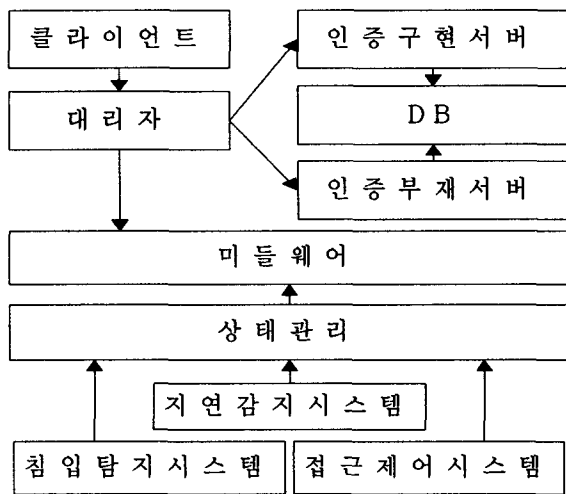 클라이언트
인증구현서버
대리자
DB
인증부재서버
미들웨어
상태관리
지연감지시스템
침입탐지시스템
접근제어시스템